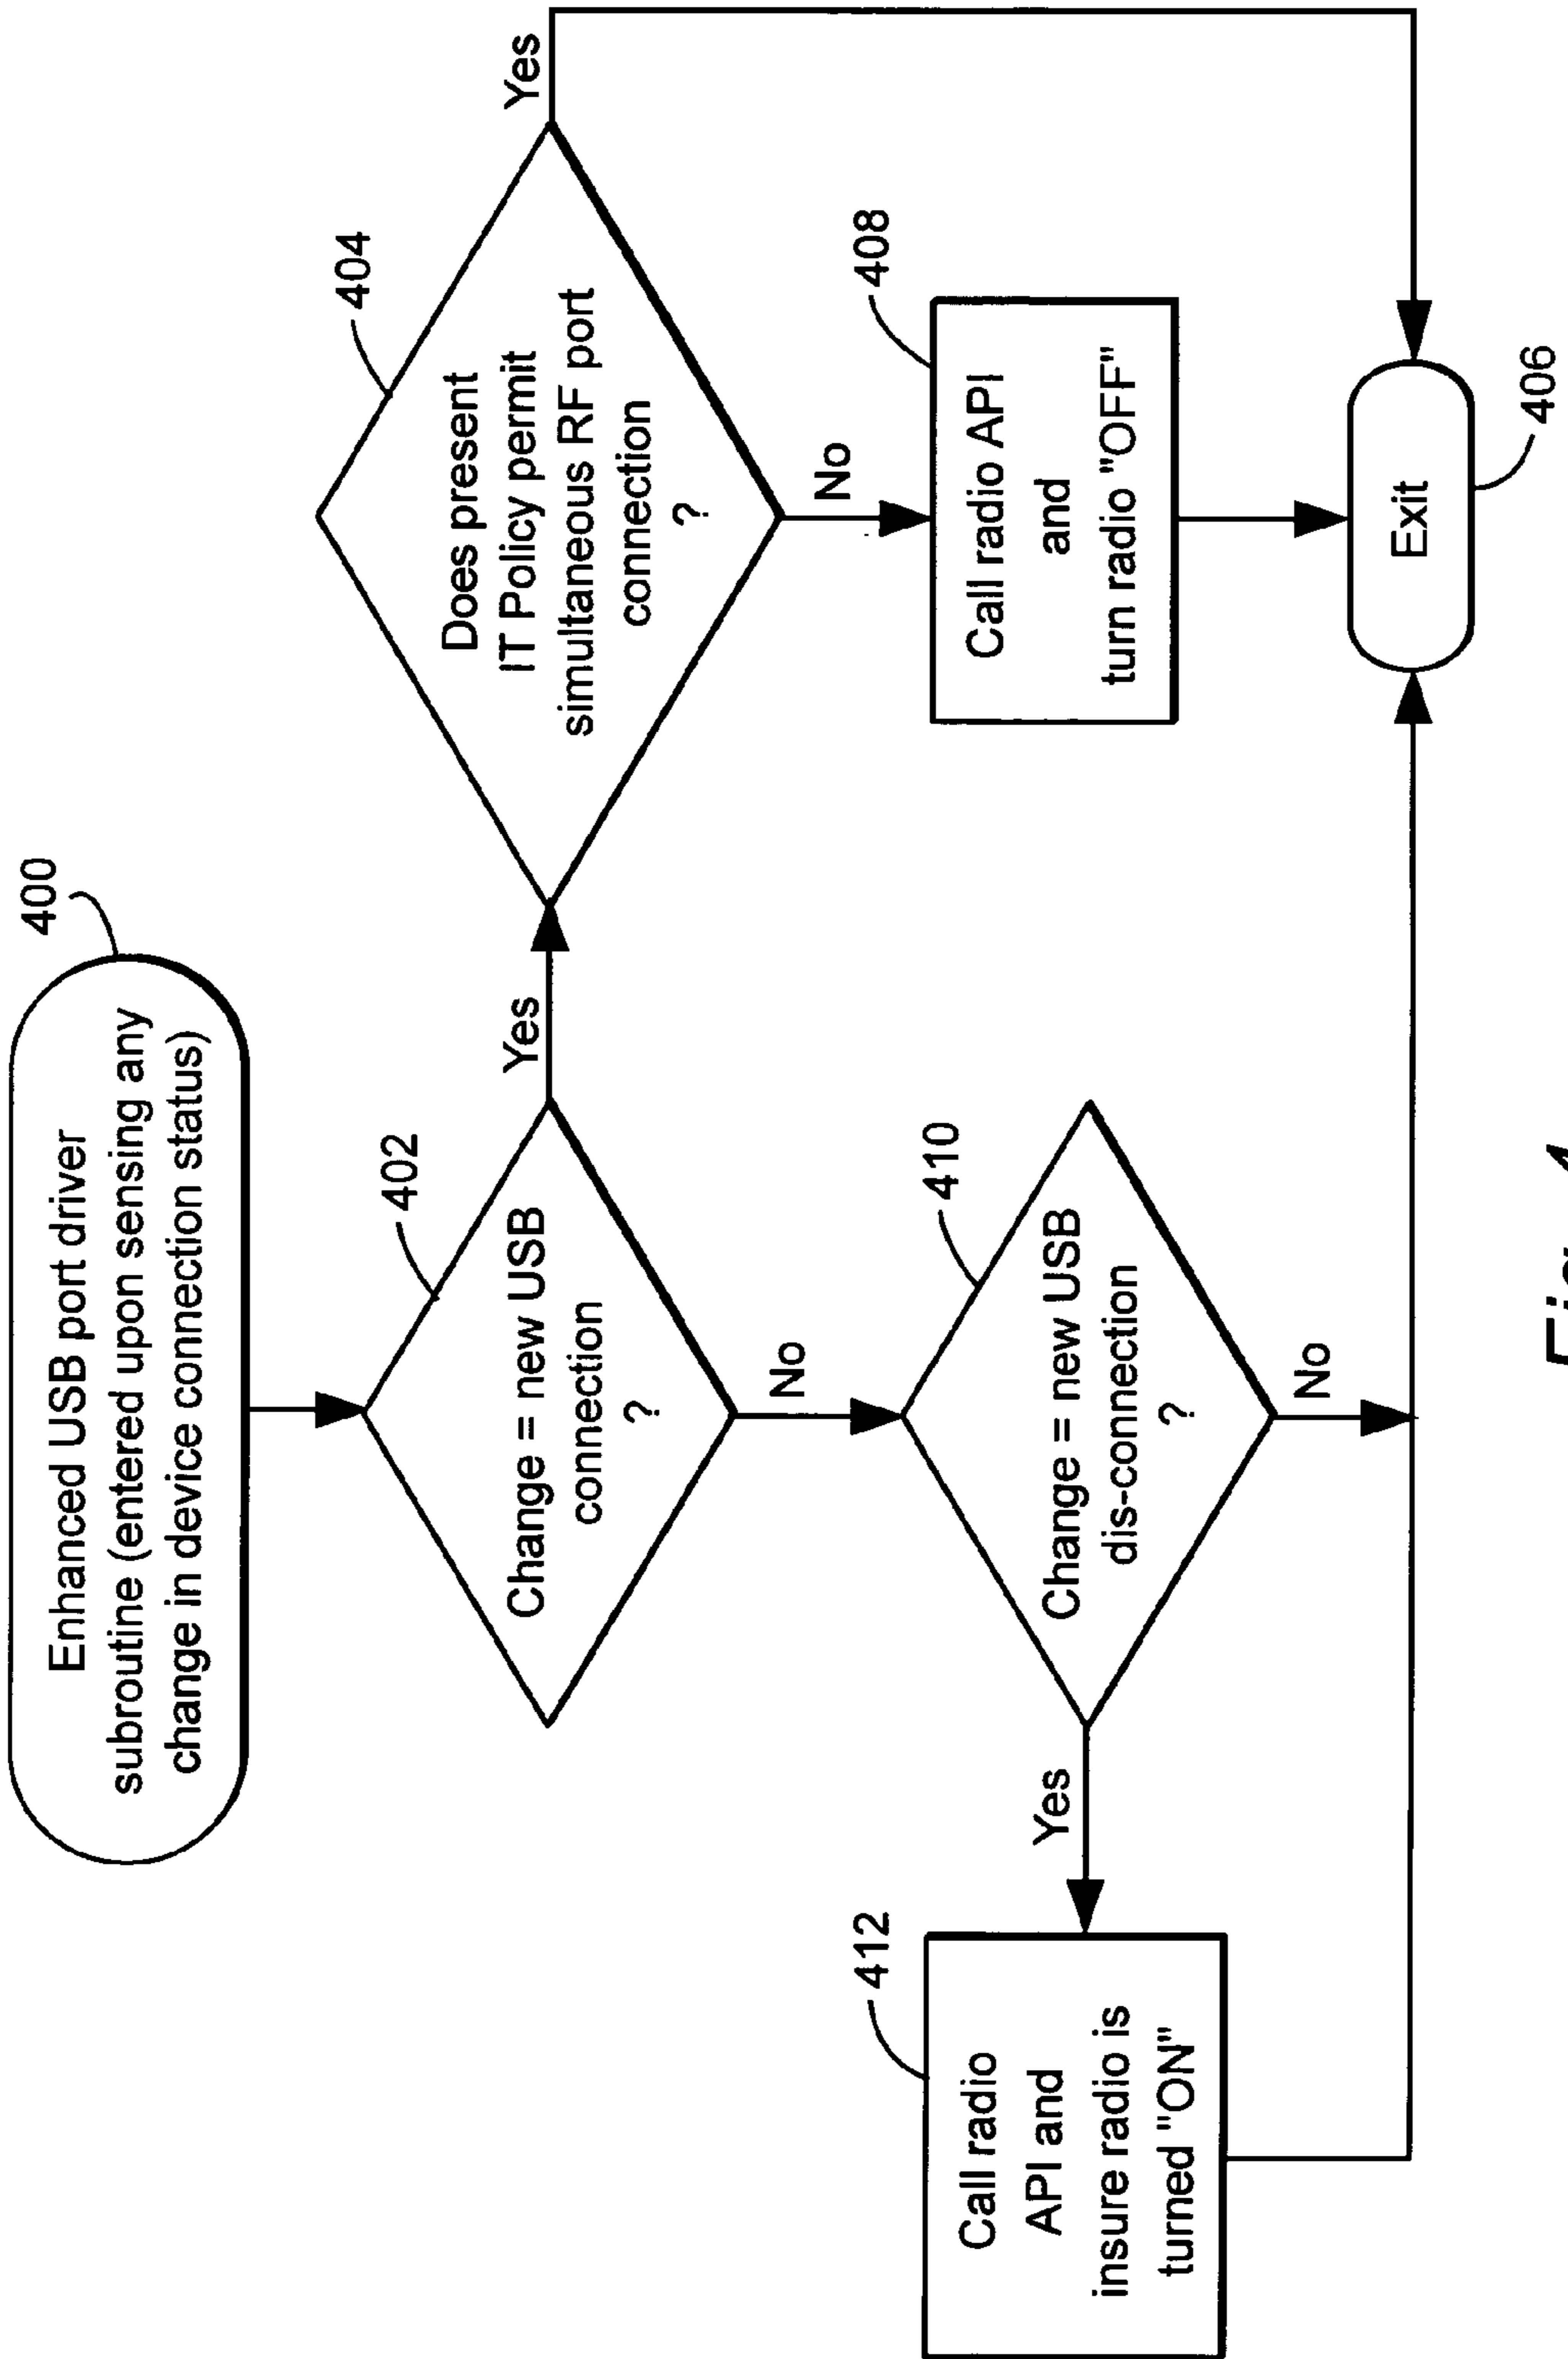 400
Enhanced USB port driver
subroutine (entered upon sensing any
change in device connection status)
402
Change = new USB
connection
?
Yes
No
404
Does present
IT Policy permit
simultaneous RF port
connection
?
Yes
No
408
Call radio API
and
turn radio "OFF"
410
Change = new USB
dis-connection
?
Yes
No
412
Call radio
API and
insure radio is
turned "ON"
Exit
406
Fig. 4